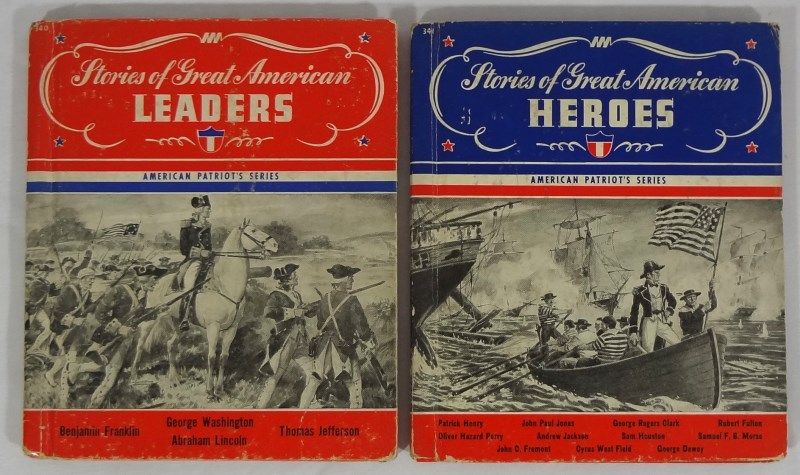 340
Stories of Great American
LEADERS
AMERICAN PATRIOT'S SERIES
George Washington
Benjamin Franklin Thomas Jefferson
Abraham Lincoln
341
Stories of Great American
HEROES
AMERICAN PATRIOT'S SERIES
Patrick Henry John Paul Jones George Rogers Clark Robert Fulton
Oliver Hazard Perry Andrew Jackson Sam Houston Samuel F. B. Morse
John C. Fremont Cyrus West Field George Dewey